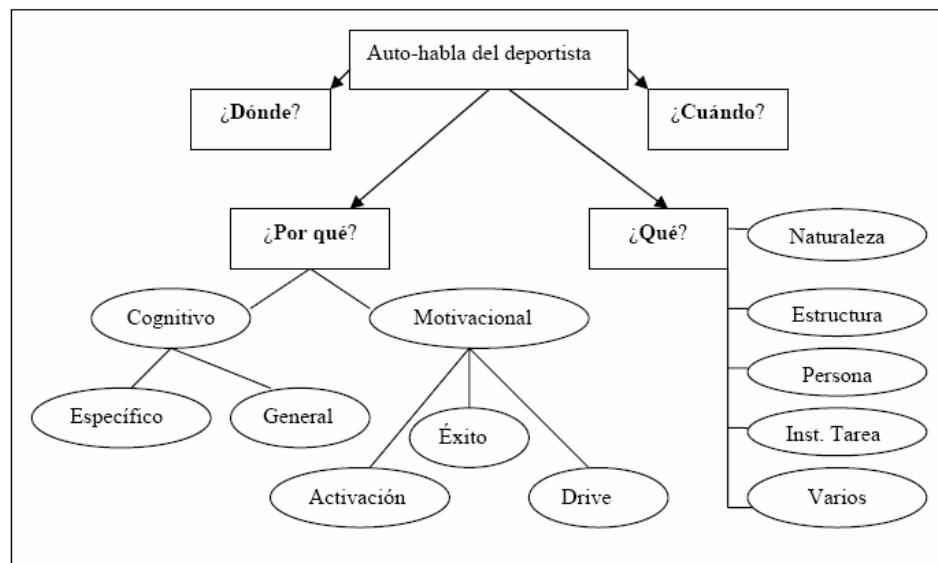 Auto-habla del deportista
¿Dónde?
¿Cuándo?
¿Por qué?
¿Qué?
Naturaleza
Cognitivo
Motivacional
Estructura
Persona
Específico
General
Éxito
Inst. Tarea
Activación
Drive
Varios